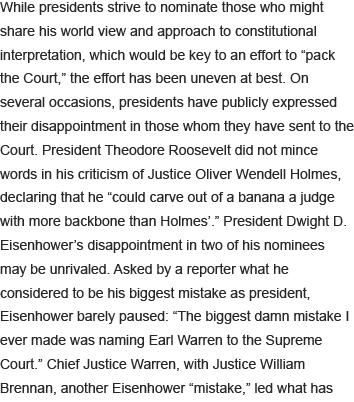 While presidents strive to nominate those who might
share his world view and approach to constitutional
interpretation, which would be key to an effort to “pack
the Court,” the effort has been uneven at best. On
several occasions, presidents have publicly expressed
their disappointment in those whom they have sent to the
Court. President Theodore Roosevelt did not mince
words in his criticism of Justice Oliver Wendell Holmes,
declaring that he “could carve out of a banana a judge
with more backbone than Holmes’.” President Dwight D.
Eisenhower’s disappointment in two of his nominees
may be unrivaled. Asked by a reporter what he
considered to be his biggest mistake as president,
Eisenhower barely paused: “The biggest damn mistake I
ever made was naming Earl Warren to the Supreme
Court.” Chief Justice Warren, with Justice William
Brennan, another Eisenhower “mistake,” led what has